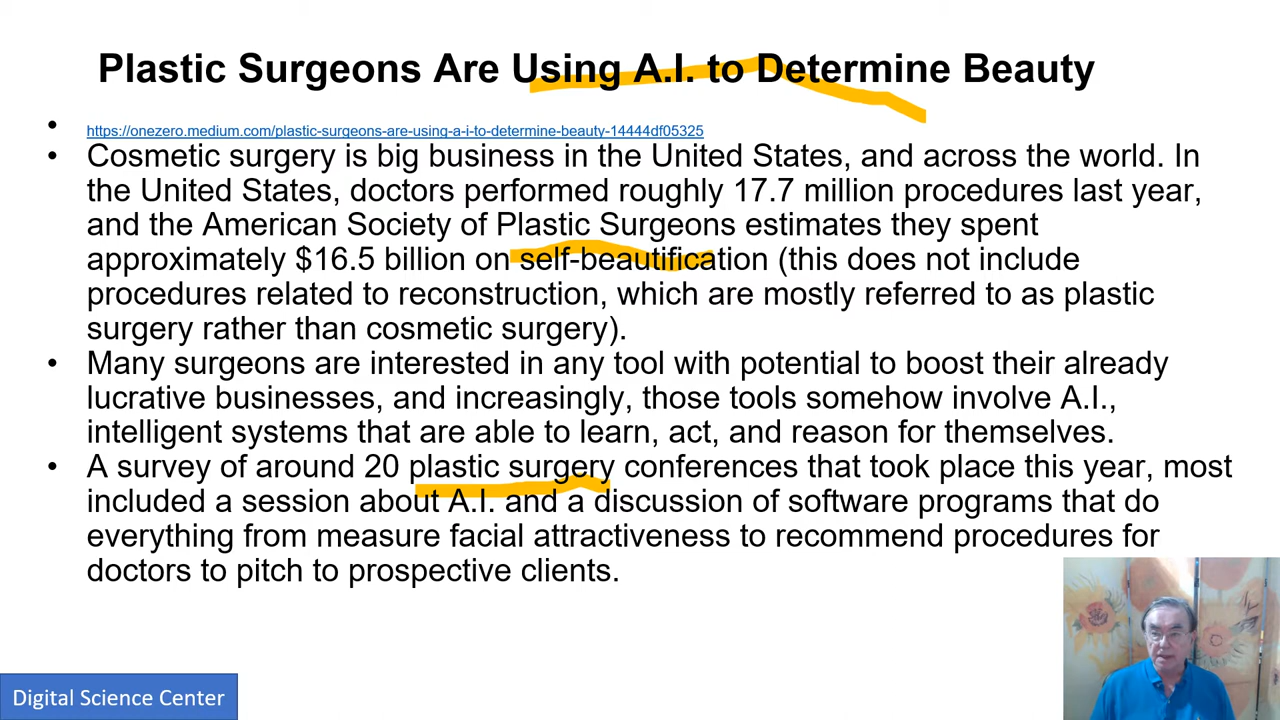 Plastic Surgeons Are Using A.I. to Determine Beauty
• https://onezero.medium.com/plastic-surgeons-are-using-a-i-to-determine-beauty-14444df05325
• Cosmetic surgery is big business in the United States, and across the world. In
the United States, doctors performed roughly 17.7 million procedures last year,
and the American Society of Plastic Surgeons estimates they spent
approximately $16.5 billion on self-beautification (this does not include
procedures related to reconstruction, which are mostly referred to as plastic
surgery rather than cosmetic surgery).
• Many surgeons are interested in any tool with potential to boost their already
lucrative businesses, and increasingly, those tools somehow involve A.I.,
intelligent systems that are able to learn, act, and reason for themselves.
• A survey of around 20 plastic surgery conferences that took place this year, most
included a session about A.I. and a discussion of software programs that do
everything from measure facial attractiveness to recommend procedures for
doctors to pitch to prospective clients.
Digital Science Center